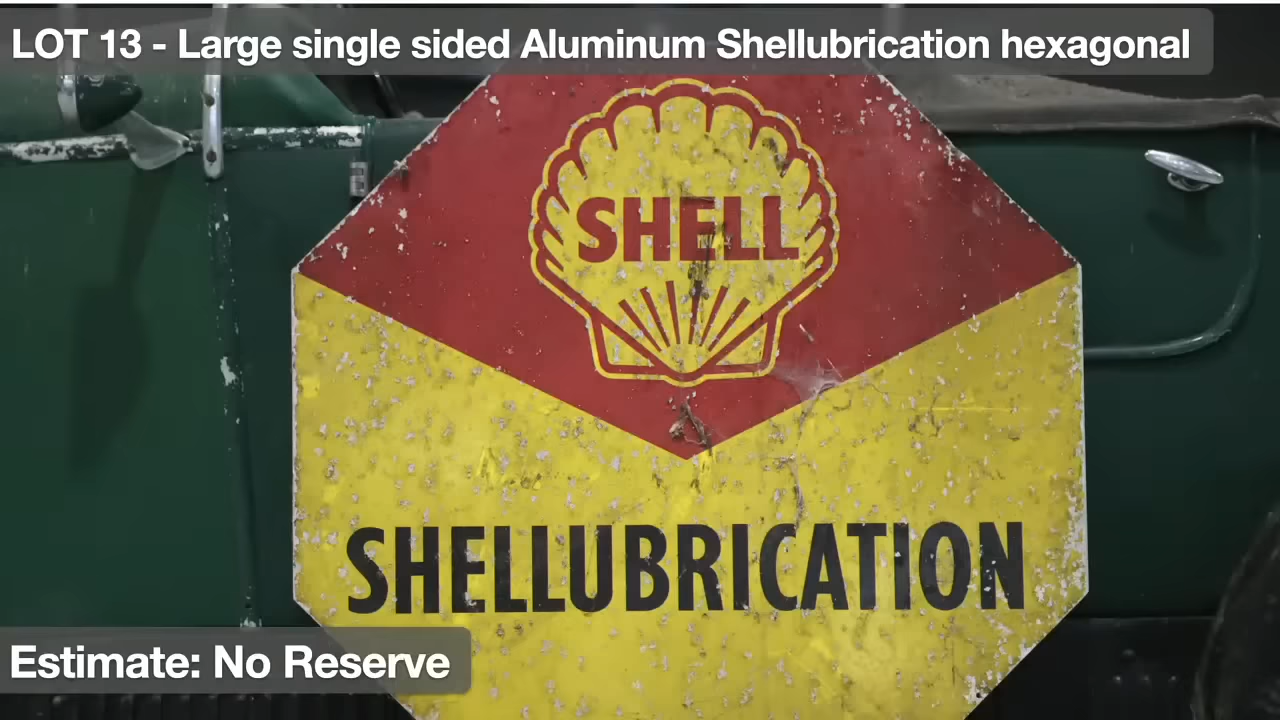 LOT 13 - Large single sided Aluminum Shellubrication hexagonal
SHELL
SHELLUBRICATION
Estimate: No Reserve